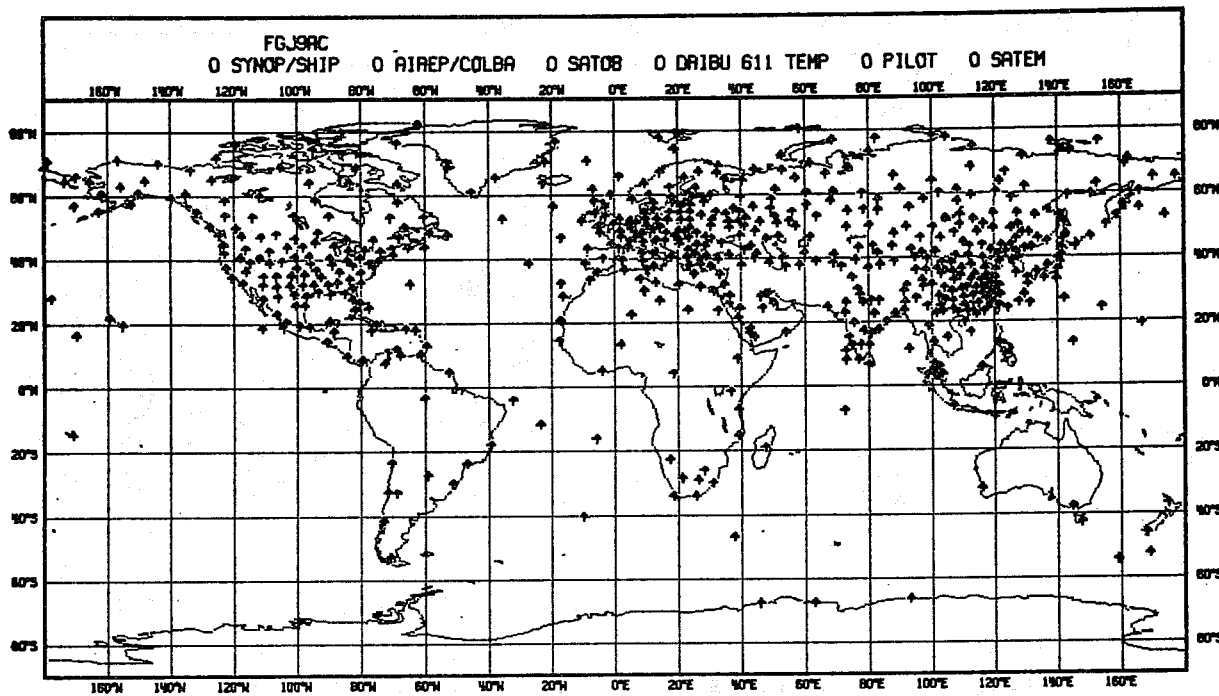 FGJ9AC
0 SYNOP/SHIP 0 AIREP/COLBA 0 SATOB 0 DRIBU 611 TEMP 0 PILOT 0 SATEM
160°W 140°W 120°W 100°W 80°W 60°W 40°W 20°W 0°E 20°E 40°E 60°E 80°E 100°E 120°E 140°E 160°E
80°N 80°N
60°N 60°N
40°N 40°N
20°N 20°N
0°N 0°N
20°S 20°S
40°S 40°S
60°S 60°S
80°S 80°S
160°W 140°W 120°W 100°W 80°W 60°W 40°W 20°W 0°E 20°E 40°E 60°E 80°E 100°E 120°E 140°E 160°E